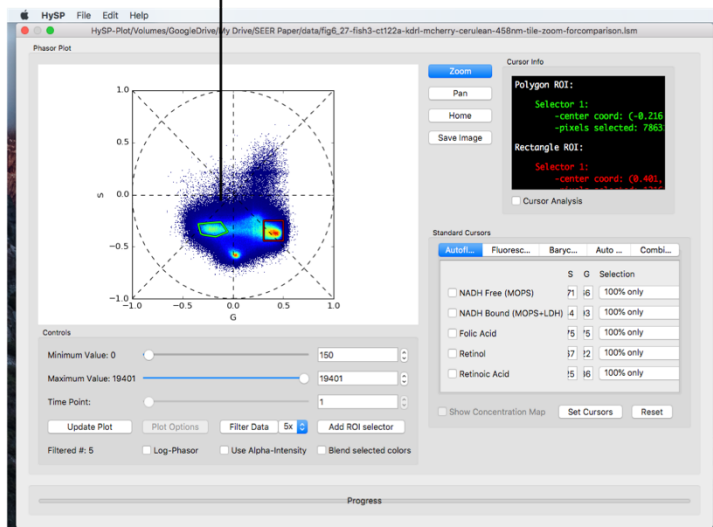 HySP File Edit Help
HySP-Plot/Volumes/GoogleDrive/My Drive/SEER Paper/data/fig6_27-fish3-ct122a-kdrl-mcherry-cerulean-458nm-tile-zoom-forcomparison.lsm
Phasor Plot
1.0
0.5
0.0
−0.5
−1.0
S
−1.0 −0.5 0.0 0.5 1.0
G
Zoom
Pan
Home
Save Image
Cursor Info
Polygon ROI:
Selector 1:
-center coord: (-0.216
-pixels selected: 7863
Rectangle ROI:
Selector 1:
-center coord: (0.401,
Cursor Analysis
Standard Cursors
Autofl... Fluoresc... Baryc... Auto ... Combi...
S G Selection
NADH Free (MOPS) 71 i6 100% only
NADH Bound (MOPS+LDH) 4 i3 100% only
Folic Acid 75 '5 100% only
Retinol 100% only
Retinoic Acid 100% only
Show Concentration Map Set Cursors Reset
Controls
Minimum Value: 0 150
Maximum Value: 19401 19401
Time Point: 1
Update Plot Plot Options Filter Data 5x Add ROI selector
Filtered #: 5 Log-Phasor Use Alpha-Intensity Blend selected colors
Progress